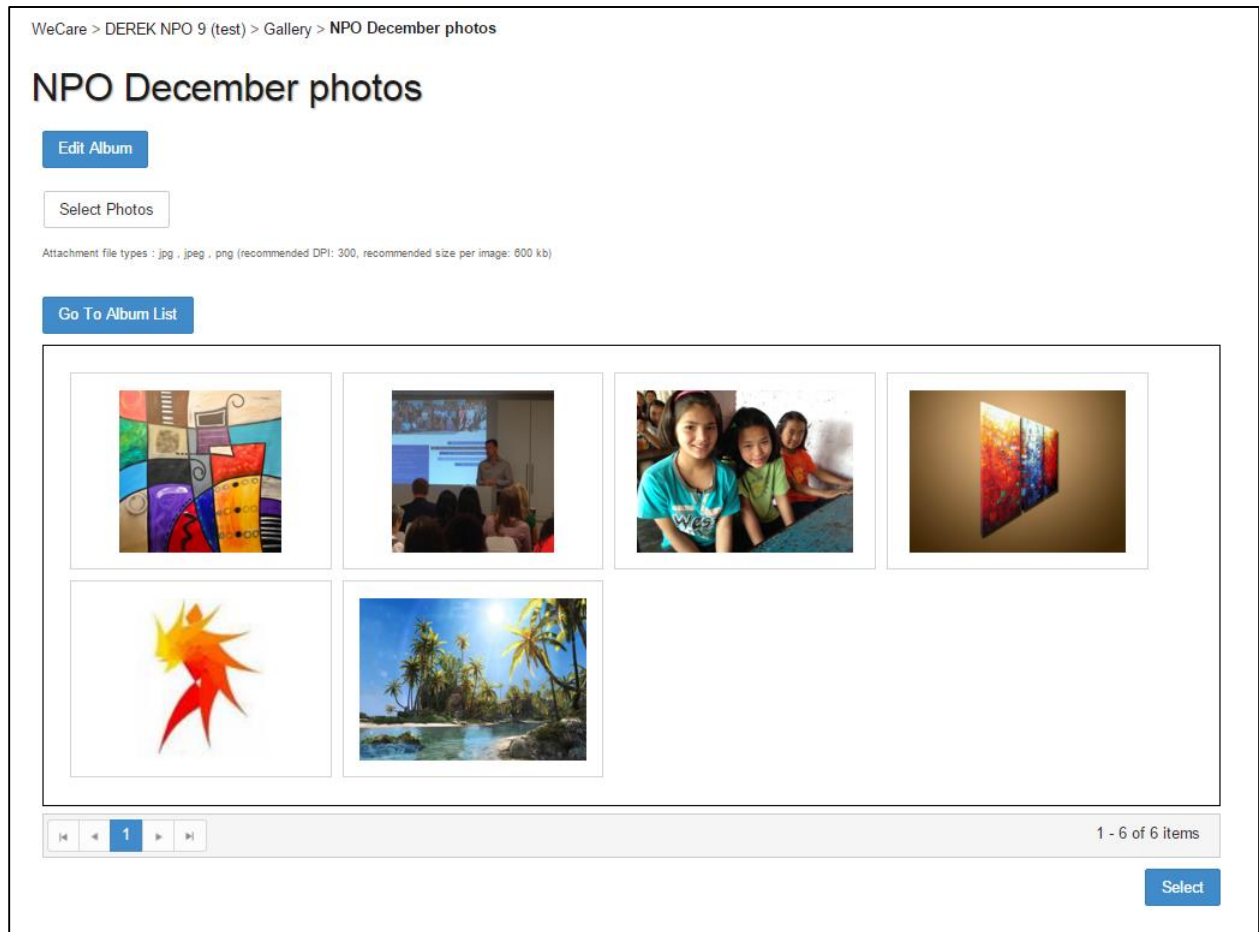 WeCare > DEREK NPO 9 (test) > Gallery > NPO December photos
NPO December photos
Edit Album
Select Photos
Attachment file types : jpg , jpeg , png (recommended DPI: 300, recommended size per image: 600 kb)
Go To Album List
1
1 - 6 of 6 items
Select